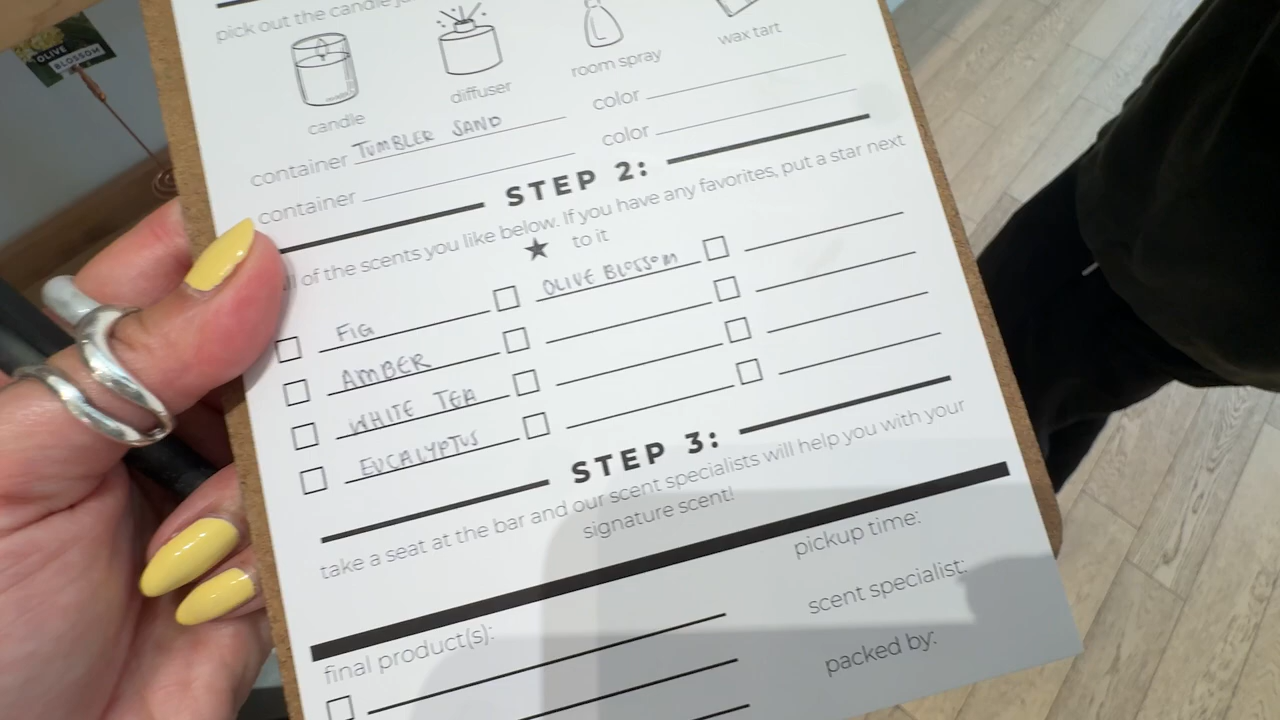 pick out the candle
OLIVE
BLOSSOM
candle
diffuser
room spray
wax tart
container TUMBLER SAND
color
container
color
STEP 2:
of the scents you like below. If you have any favorites, put a star next
★ to it
FIG
OLIVE BLOSSOM
AMBER
WHITE TEA
EUCALYPTUS
STEP 3:
take a seat at the bar and our scent specialists will help you with your
signature scent!
final product(s):
pickup time:
scent specialist:
packed by: